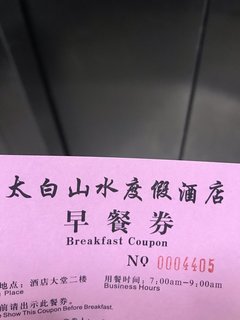 太白山水度假酒店
早餐券
Breakfast Coupon
NO 0004405
地点：酒店大堂二楼 用餐时间：7:00am-9:00am
Place Business Hours
前请出示此餐券。
Show This Coupon Before Breakfast.